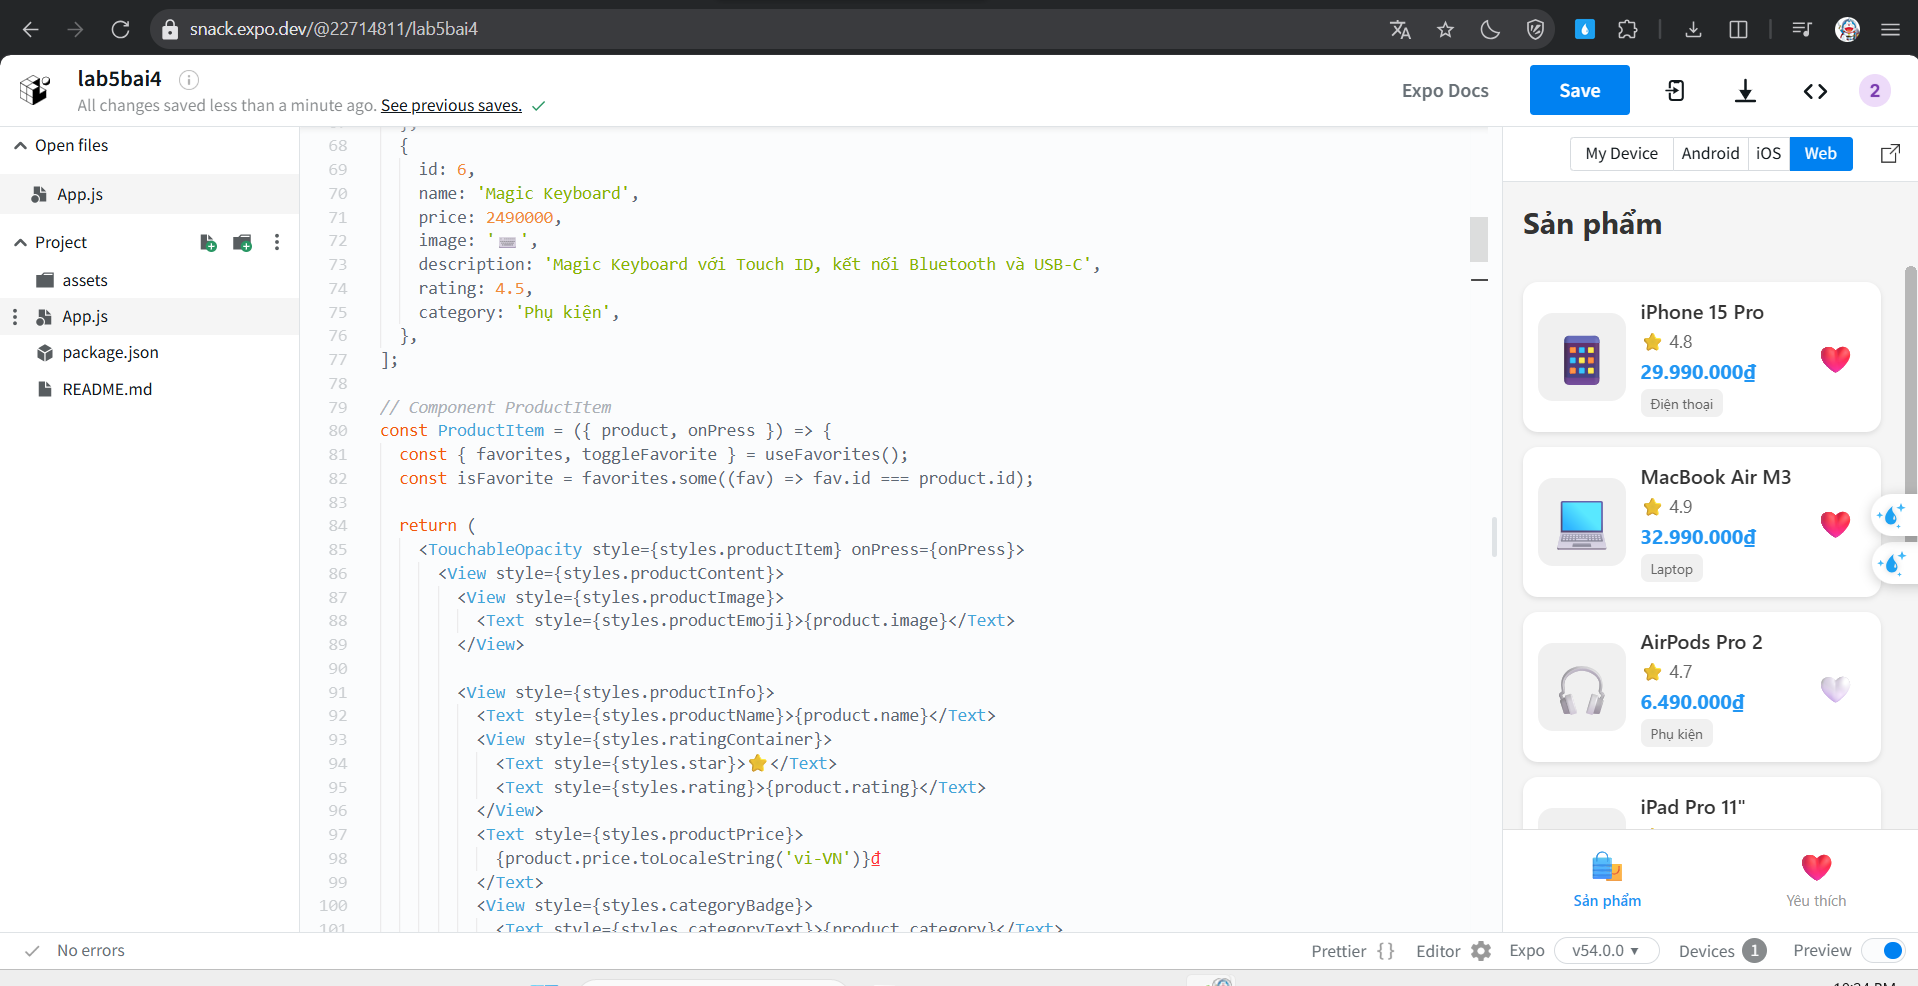 snack.expo.dev/@22714811/lab5bai4
lab5bai4
All changes saved less than a minute ago. See previous saves.
Expo Docs
Save
2
Open files
App.js
Project
assets
App.js
package.json
README.md
68 {
69 id: 6,
70 name: 'Magic Keyboard',
71 price: 2490000,
72 image: '⌨️',
73 description: 'Magic Keyboard với Touch ID, kết nối Bluetooth và USB-C',
74 rating: 4.5,
75 category: 'Phụ kiện',
76 },
77 ];
78
79 // Component ProductItem
80 const ProductItem = ({ product, onPress }) => {
81 const { favorites, toggleFavorite } = useFavorites();
82 const isFavorite = favorites.some((fav) => fav.id === product.id);
83
84 return (
85 <TouchableOpacity style={styles.productItem} onPress={onPress}>
86 <View style={styles.productContent}>
87 <View style={styles.productImage}>
88 <Text style={styles.productEmoji}>{product.image}</Text>
89 </View>
90
91 <View style={styles.productInfo}>
92 <Text style={styles.productName}>{product.name}</Text>
93 <View style={styles.ratingContainer}>
94 <Text style={styles.star}>⭐</Text>
95 <Text style={styles.rating}>{product.rating}</Text>
96 </View>
97 <Text style={styles.productPrice}>
98 {product.price.toLocaleString('vi-VN')}₫
99 </Text>
100 <View style={styles.categoryBadge}>
101 <Text style={styles.categoryText}>{product.category}</Text>
My Device
Android
iOS
Web
Sản phẩm
iPhone 15 Pro
⭐ 4.8
29.990.000₫
Điện thoại
MacBook Air M3
⭐ 4.9
32.990.000₫
Laptop
AirPods Pro 2
⭐ 4.7
6.490.000₫
Phụ kiện
iPad Pro 11"
Sản phẩm
Yêu thích
No errors
Prettier { }
Editor
Expo
v54.0.0 ▾
Devices 1
Preview